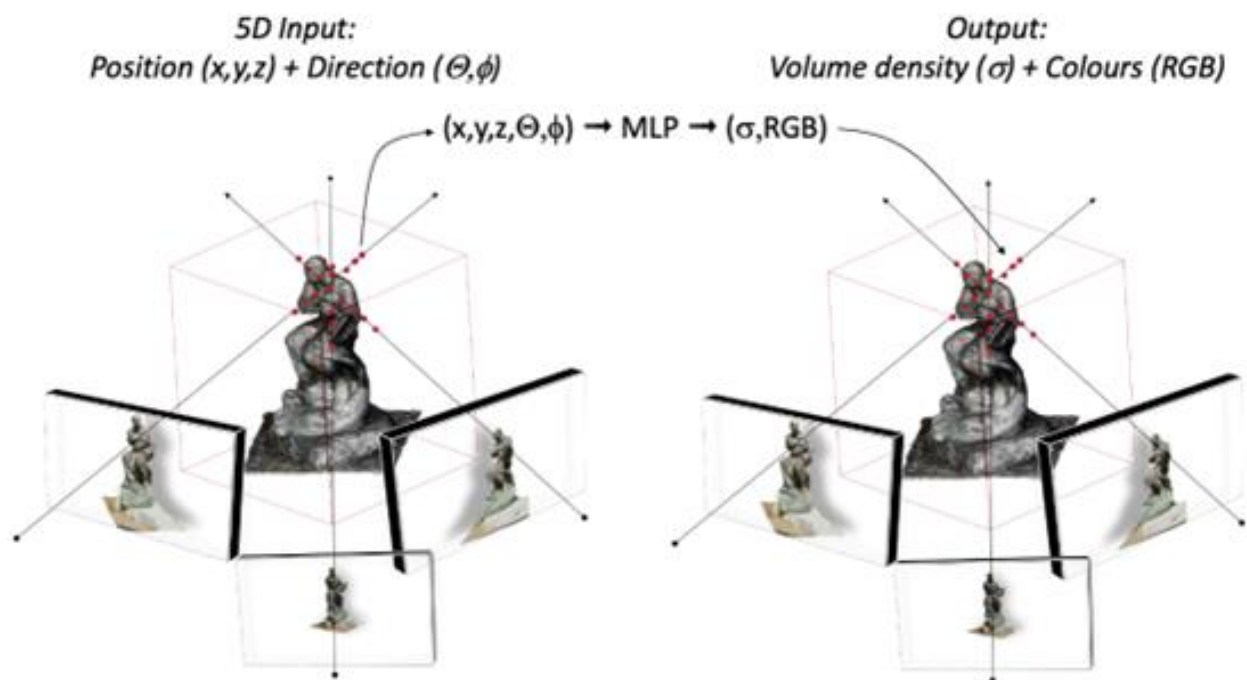 5D Input:
Position (x,y,z) + Direction (Θ,ϕ)
Output:
Volume density (σ) + Colours (RGB)
(x,y,z,Θ,ϕ) → MLP → (σ,RGB)